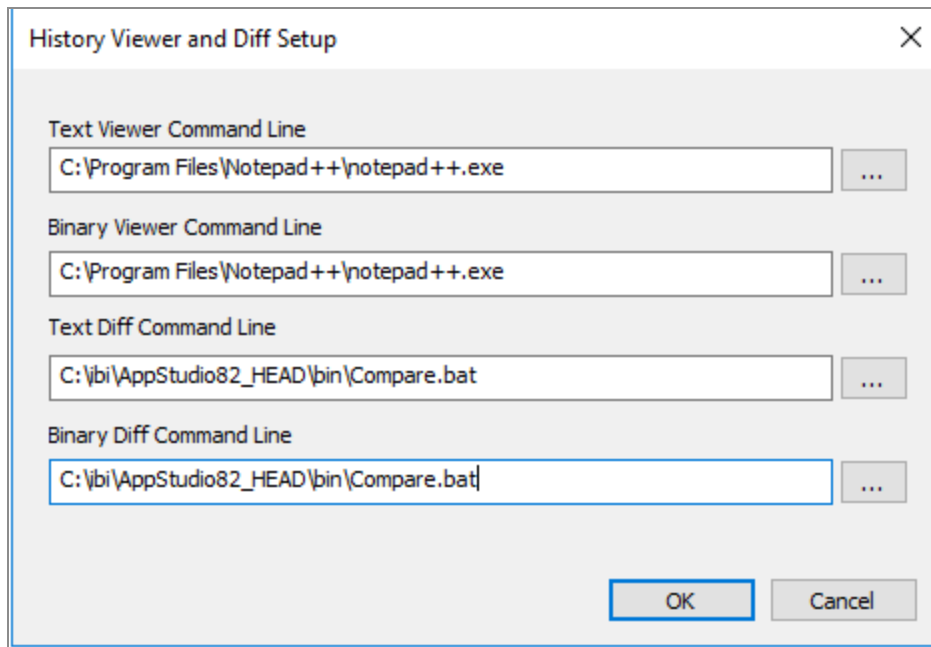 History Viewer and Diff Setup
Text Viewer Command Line
C:\Program Files\Notepad++\notepad++.exe
...
Binary Viewer Command Line
C:\Program Files\Notepad++\notepad++.exe
...
Text Diff Command Line
C:\ibi\AppStudio82_HEAD\bin\Compare.bat
...
Binary Diff Command Line
C:\ibi\AppStudio82_HEAD\bin\Compare.bat
...
OK Cancel